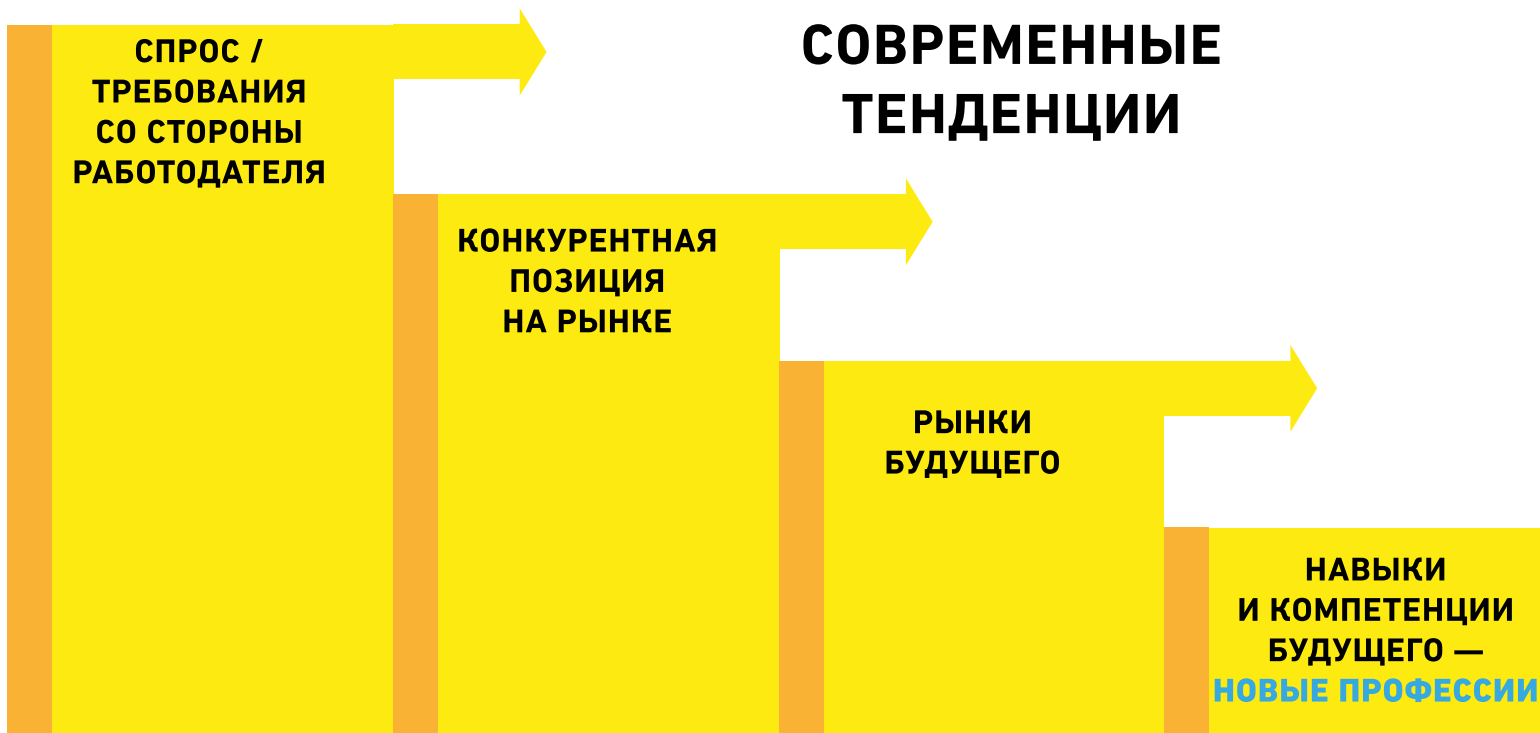 СОВРЕМЕННЫЕ
ТЕНДЕНЦИИ
СПРОС /
ТРЕБОВАНИЯ
СО СТОРОНЫ
РАБОТОДАТЕЛЯ
КОНКУРЕНТНАЯ
ПОЗИЦИЯ
НА РЫНКЕ
РЫНКИ
БУДУЩЕГО
НАВЫКИ
И КОМПЕТЕНЦИИ
БУДУЩЕГО —
НОВЫЕ ПРОФЕССИИ